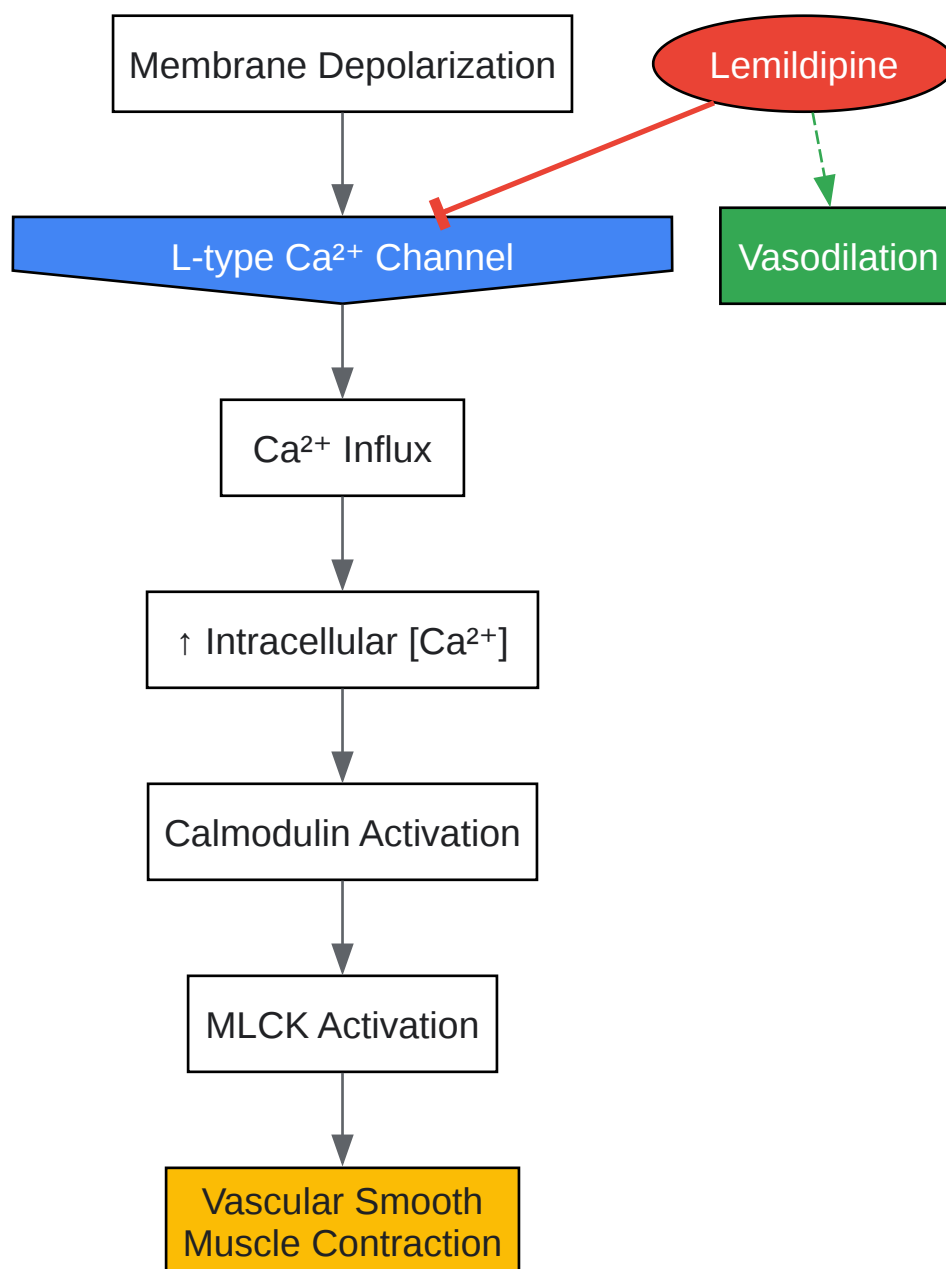 Membrane Depolarization
Lemildipine
L-type Ca²⁺ Channel
Vasodilation
Ca²⁺ Influx
↑ Intracellular [Ca²⁺]
Calmodulin Activation
MLCK Activation
Vascular Smooth
Muscle Contraction